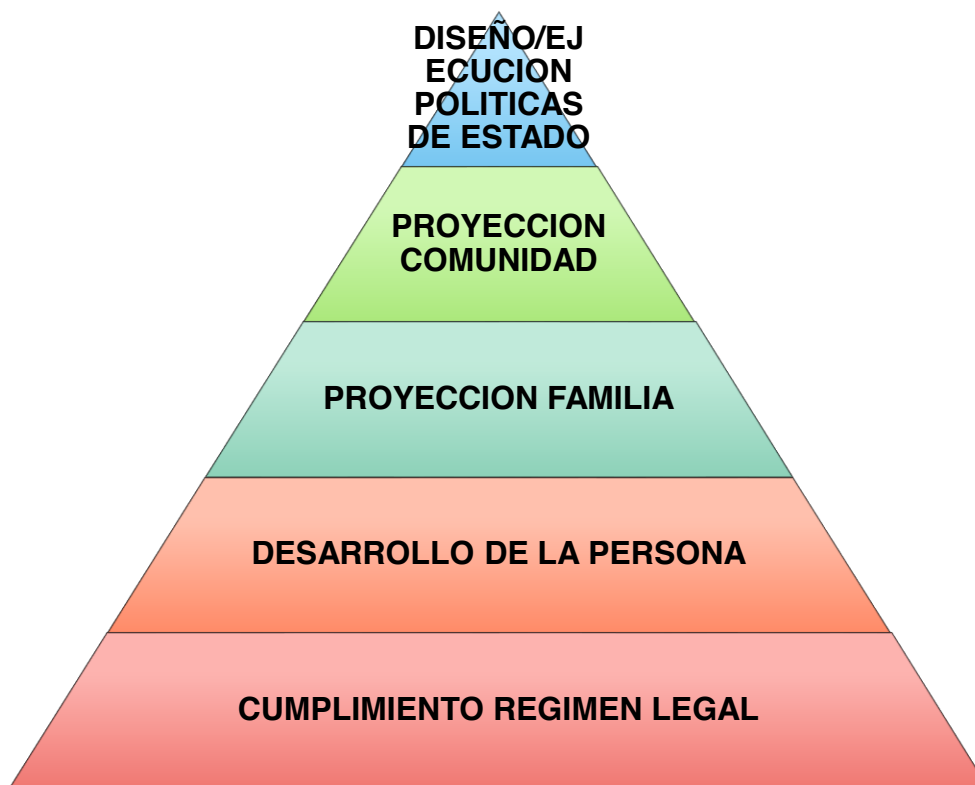 DISEÑO/EJ
ECUCION
POLITICAS
DE ESTADO
PROYECCION
COMUNIDAD
PROYECCION FAMILIA
DESARROLLO DE LA PERSONA
CUMPLIMIENTO REGIMEN LEGAL